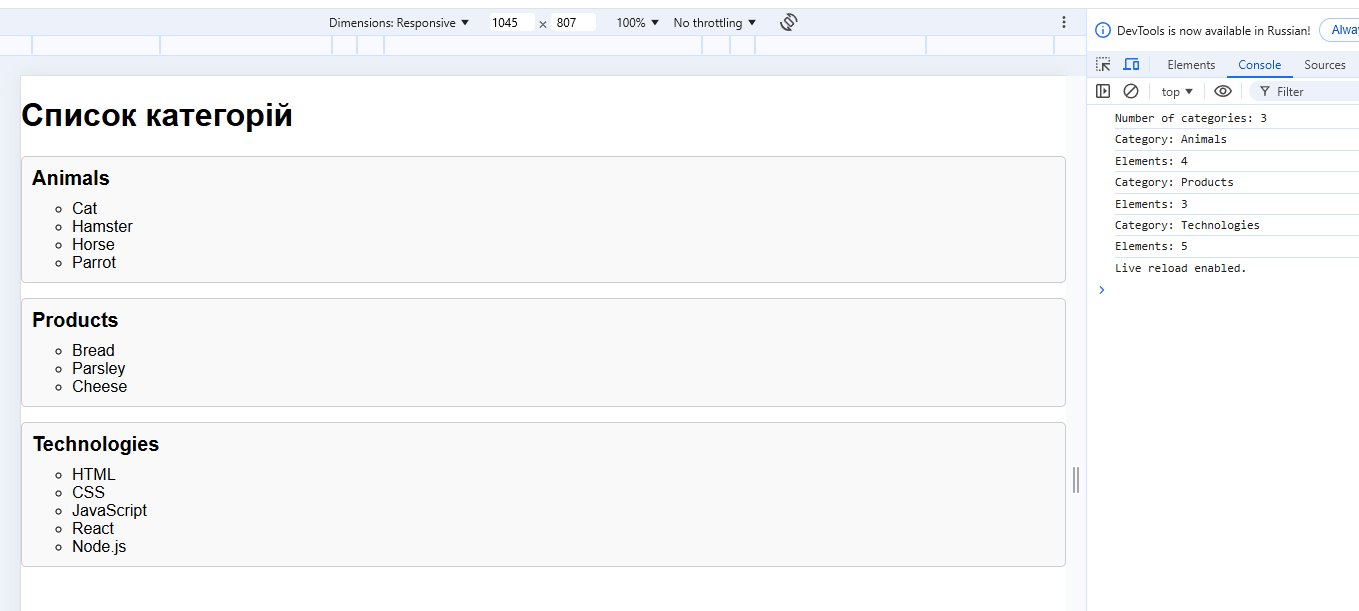 Dimensions: Responsive 1045 × 807 100% No throttling
Список категорій
Animals
Cat
Hamster
Horse
Parrot
Products
Bread
Parsley
Cheese
Technologies
HTML
CSS
JavaScript
React
Node.js
DevTools is now available in Russian! Alwa
Elements Console Sources
top Filter
Number of categories: 3
Category: Animals
Elements: 4
Category: Products
Elements: 3
Category: Technologies
Elements: 5
Live reload enabled.